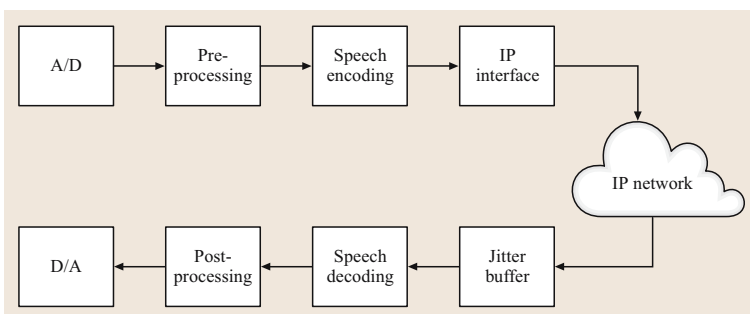 A/D
Pre-
processing
Speech
encoding
IP
interface
IP network
Jitter
buffer
Speech
decoding
Post-
processing
D/A